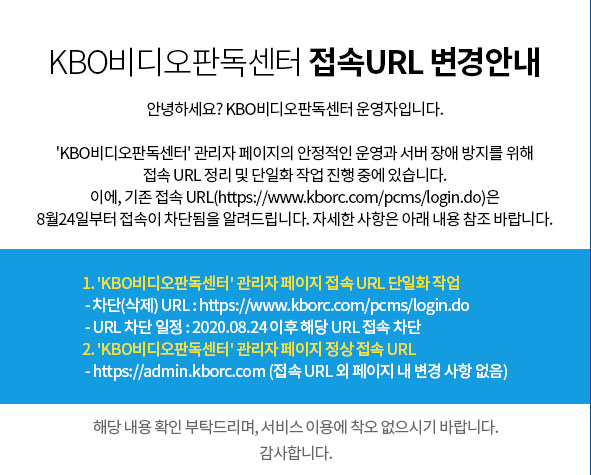 KBO비디오판독센터 접속URL 변경안내
안녕하세요? KBO비디오판독센터 운영자입니다.
'KBO비디오판독센터' 관리자 페이지의 안정적인 운영과 서버 장애 방지를 위해
접속 URL 정리 및 단일화 작업 진행 중에 있습니다.
이에, 기존 접속 URL(https://www.kborc.com/pcms/login.do)은
8월24일부터 접속이 차단됨을 알려드립니다. 자세한 사항은 아래 내용 참조 바랍니다.
1. 'KBO비디오판독센터' 관리자 페이지 접속 URL 단일화 작업
- 차단(삭제) URL : https://www.kborc.com/pcms/login.do
- URL 차단 일정 : 2020.08.24 이후 해당 URL 접속 차단
2. 'KBO비디오판독센터' 관리자 페이지 정상 접속 URL
- https://admin.kborc.com (접속 URL 외 페이지 내 변경 사항 없음)
해당 내용 확인 부탁드리며, 서비스 이용에 착오 없으시기 바랍니다.
감사합니다.